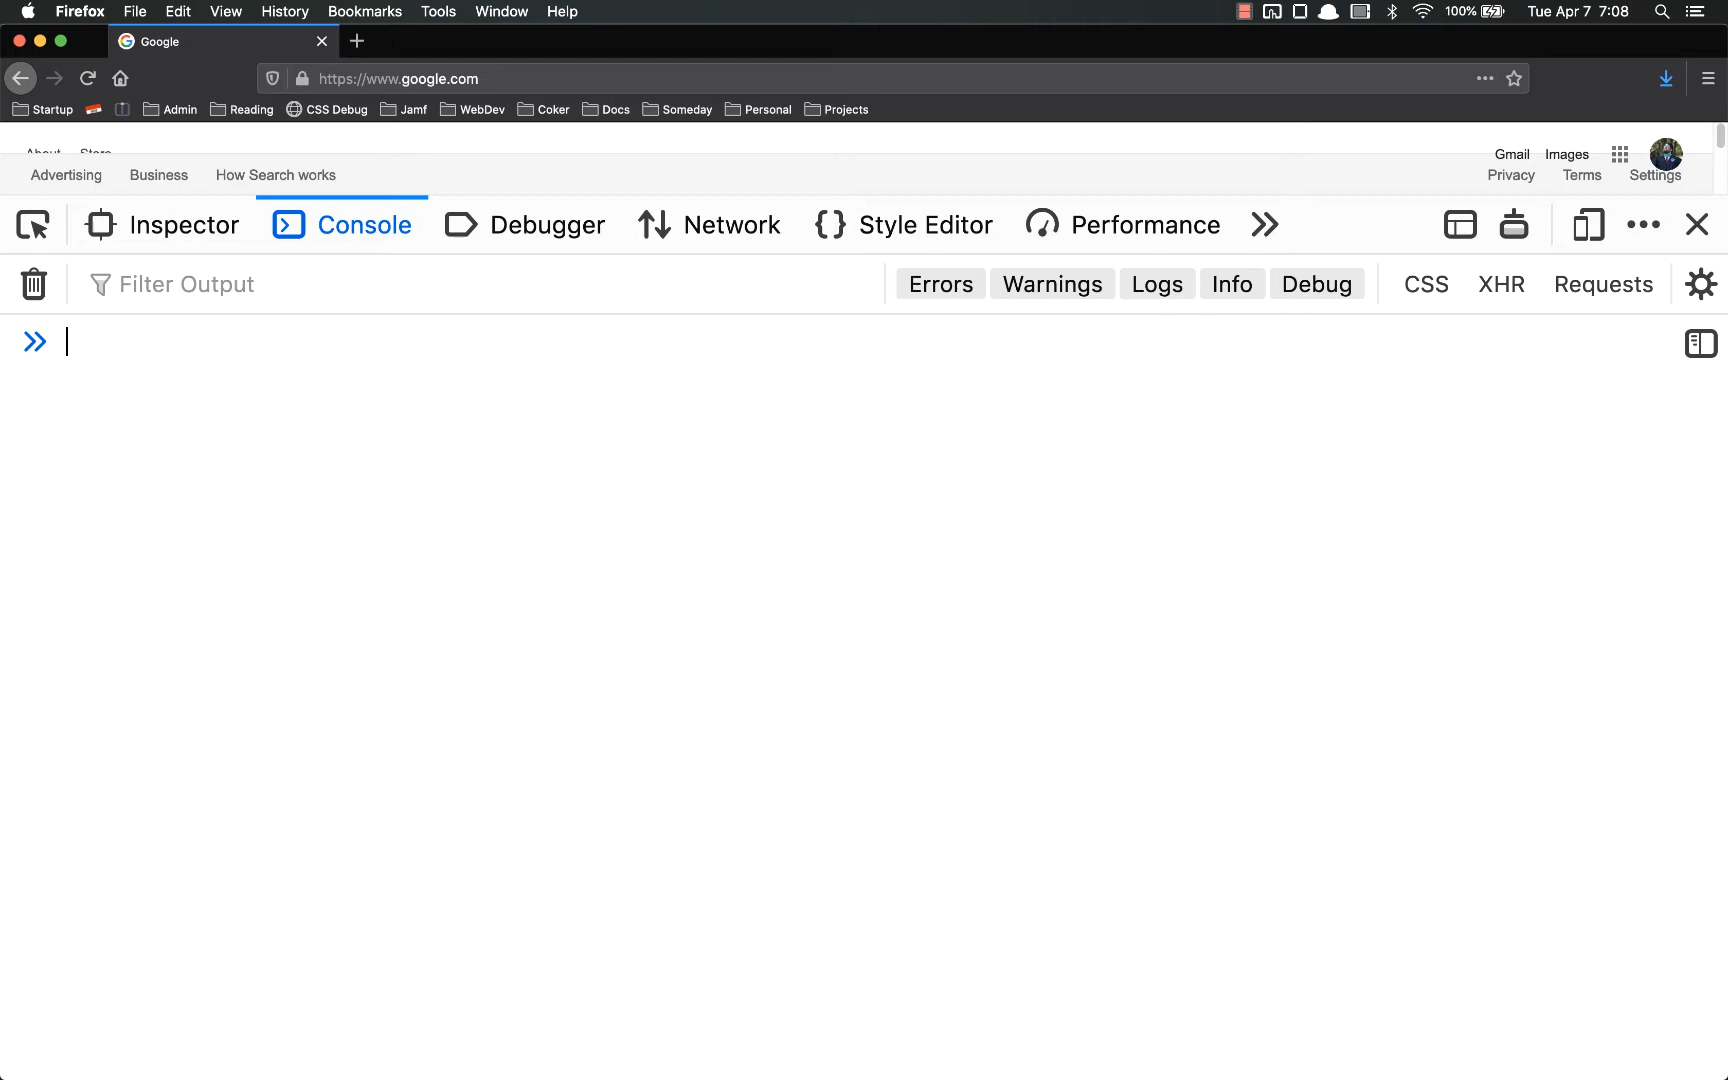 Firefox File Edit View History Bookmarks Tools Window Help 100% Tue Apr 7 7:08
Google
https://www.google.com
Startup Admin Reading CSS Debug Jamf WebDev Coker Docs Someday Personal Projects
About Store Gmail Images
Advertising Business How Search works Privacy Terms Settings
Inspector Console Debugger Network Style Editor Performance
Filter Output Errors Warnings Logs Info Debug CSS XHR Requests